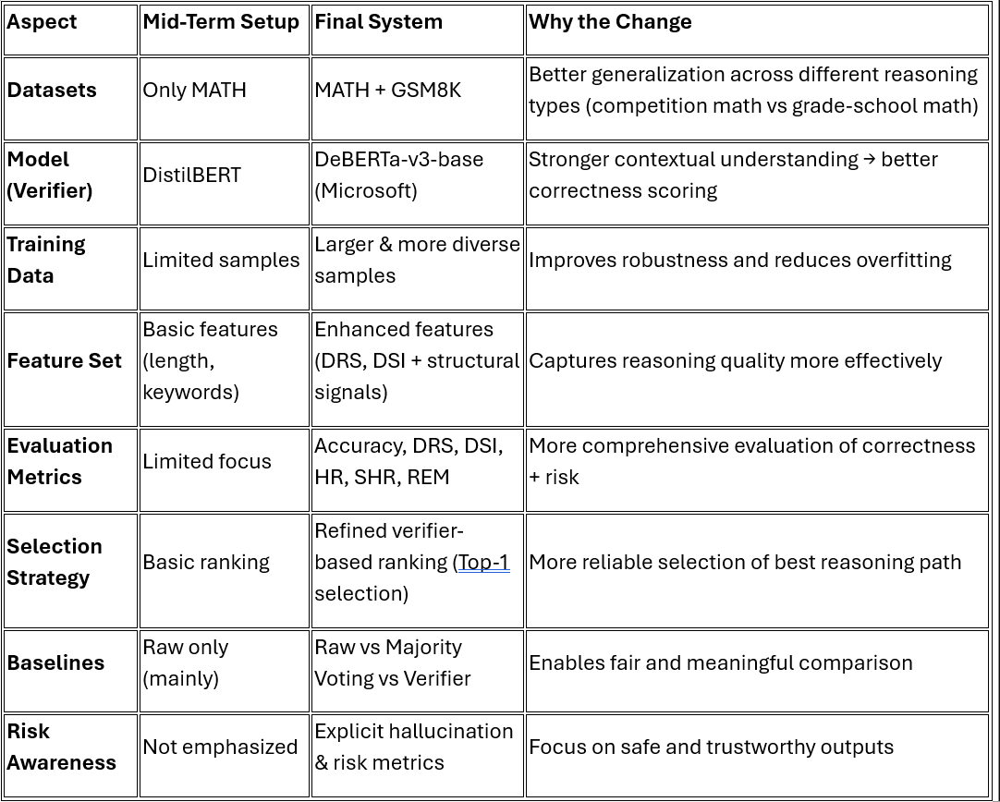 Aspect
Mid-Term Setup
Final System
Why the Change
Datasets
Only MATH
MATH + GSM8K
Better generalization across different reasoning
types (competition math vs grade-school math)
Model
(Verifier)
DistilBERT
DeBERTa-v3-base
(Microsoft)
Stronger contextual understanding → better
correctness scoring
Training
Data
Limited samples
Larger & more diverse
samples
Improves robustness and reduces overfitting
Feature Set
Basic features
(length,
keywords)
Enhanced features
(DRS, DSI + structural
signals)
Captures reasoning quality more effectively
Evaluation
Metrics
Limited focus
Accuracy, DRS, DSI,
HR, SHR, REM
More comprehensive evaluation of correctness
+ risk
Selection
Strategy
Basic ranking
Refined verifier-
based ranking (Top-1
selection)
More reliable selection of best reasoning path
Baselines
Raw only
(mainly)
Raw vs Majority
Voting vs Verifier
Enables fair and meaningful comparison
Risk
Awareness
Not emphasized
Explicit hallucination
& risk metrics
Focus on safe and trustworthy outputs